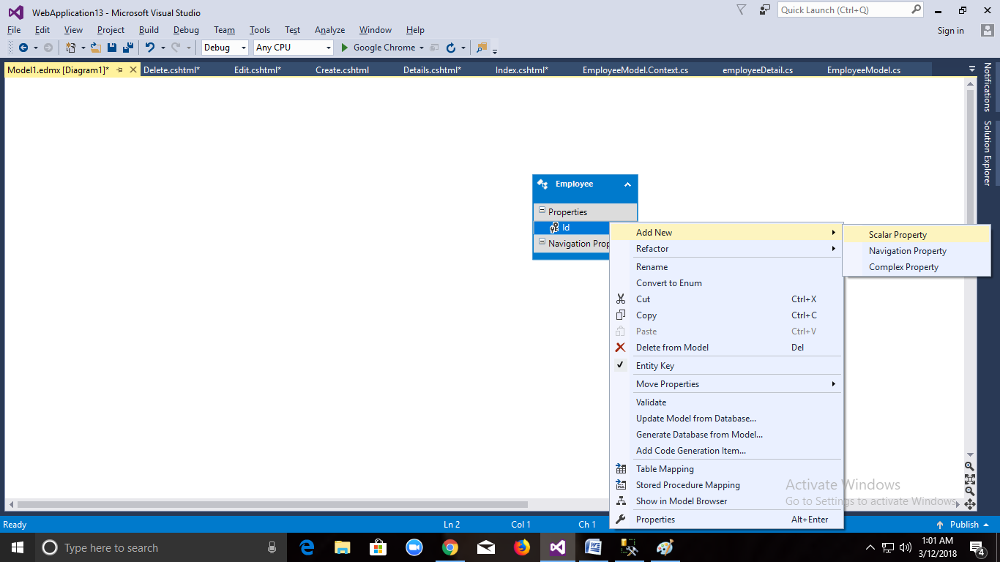 WebApplication13 - Microsoft Visual Studio
Quick Launch (Ctrl+Q)
File Edit View Project Build Debug Team Tools Test Analyze Window Help
Sign in
Debug Any CPU Google Chrome
Model1.edmx [Diagram1]* Delete.cshtml* Edit.cshtml* Create.cshtml Details.cshtml* Index.cshtml* EmployeeModel.Context.cs employeeDetail.cs EmployeeModel.cs
Notifications
Solution Explorer
Employee
Properties
Id
Navigation Prop
Add New
Refactor
Rename
Convert to Enum
Cut Ctrl+X
Copy Ctrl+C
Paste Ctrl+V
Delete from Model Del
Entity Key
Move Properties
Validate
Update Model from Database...
Generate Database from Model...
Add Code Generation Item...
Table Mapping
Stored Procedure Mapping
Show in Model Browser
Properties Alt+Enter
Scalar Property
Navigation Property
Complex Property
Activate Windows
Go to Settings to activate Windows.
Ready Ln 2 Col 1 Ch 1 Publish
Type here to search
1:01 AM
3/12/2018
4